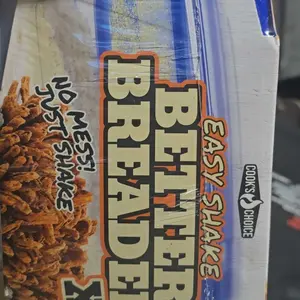 COOK'S CHOICE
EASY SHAKE
BETTER
BREADER
NO MESS!
JUST SHAKE